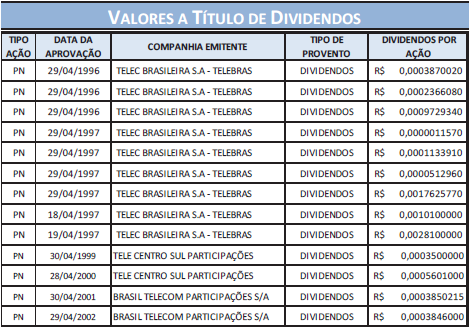 VALORES A TÍTULO DE DIVIDENDOS
TIPO AÇÃO DATA DA APROVAÇÃO COMPANHIA EMITENTE TIPO DE PROVENTO DIVIDENDOS POR AÇÃO
PN 29/04/1996 TELEC BRASILEIRA S.A - TELEBRAS DIVIDENDOS R$ 0,0003870020
PN 29/04/1996 TELEC BRASILEIRA S.A - TELEBRAS DIVIDENDOS R$ 0,0002366080
PN 29/04/1996 TELEC BRASILEIRA S.A - TELEBRAS DIVIDENDOS R$ 0,0009729340
PN 29/04/1997 TELEC BRASILEIRA S.A - TELEBRAS DIVIDENDOS R$ 0,0000011570
PN 29/04/1997 TELEC BRASILEIRA S.A - TELEBRAS DIVIDENDOS R$ 0,0001133910
PN 29/04/1997 TELEC BRASILEIRA S.A - TELEBRAS DIVIDENDOS R$ 0,0000512960
PN 29/04/1997 TELEC BRASILEIRA S.A - TELEBRAS DIVIDENDOS R$ 0,0017625770
PN 18/04/1997 TELEC BRASILEIRA S.A - TELEBRAS DIVIDENDOS R$ 0,0010100000
PN 19/04/1997 TELEC BRASILEIRA S.A - TELEBRAS DIVIDENDOS R$ 0,0028100000
PN 30/04/1999 TELE CENTRO SUL PARTICIPAÇÕES DIVIDENDOS R$ 0,0003500000
PN 28/04/2000 TELE CENTRO SUL PARTICIPAÇÕES DIVIDENDOS R$ 0,0005601000
PN 30/04/2001 BRASIL TELECOM PARTICIPAÇÕES S/A DIVIDENDOS R$ 0,0003850215
PN 29/04/2002 BRASIL TELECOM PARTICIPAÇÕES S/A DIVIDENDOS R$ 0,0003846000